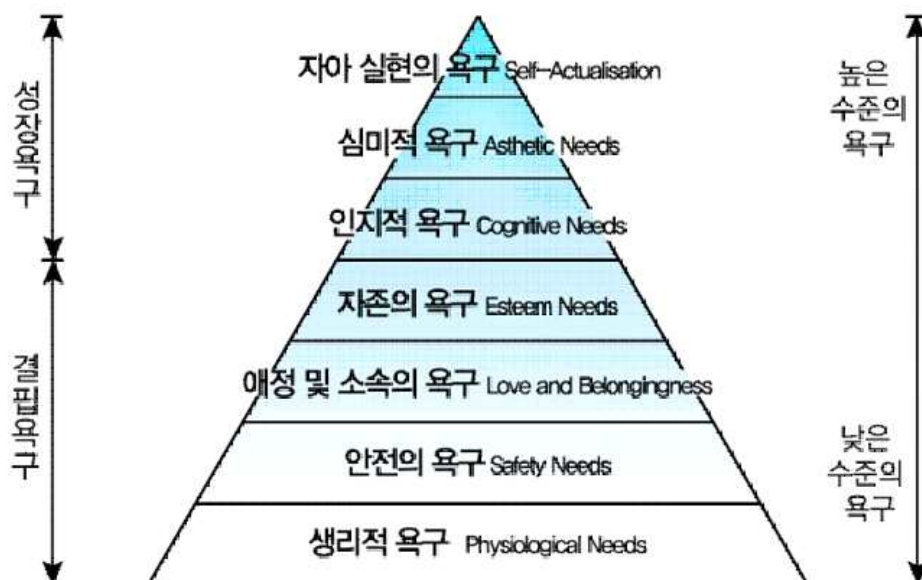 자아 실현의 욕구 Self-Actualisation
심미적 욕구 Asthetic Needs
인지적 욕구 Cognitive Needs
자존의 욕구 Esteem Needs
애정 및 소속의 욕구 Love and Belongingness
안전의 욕구 Safety Needs
생리적 욕구 Physiological Needs
성장욕구
결핍욕구
높은
수준의
욕구
낮은
수준의
욕구